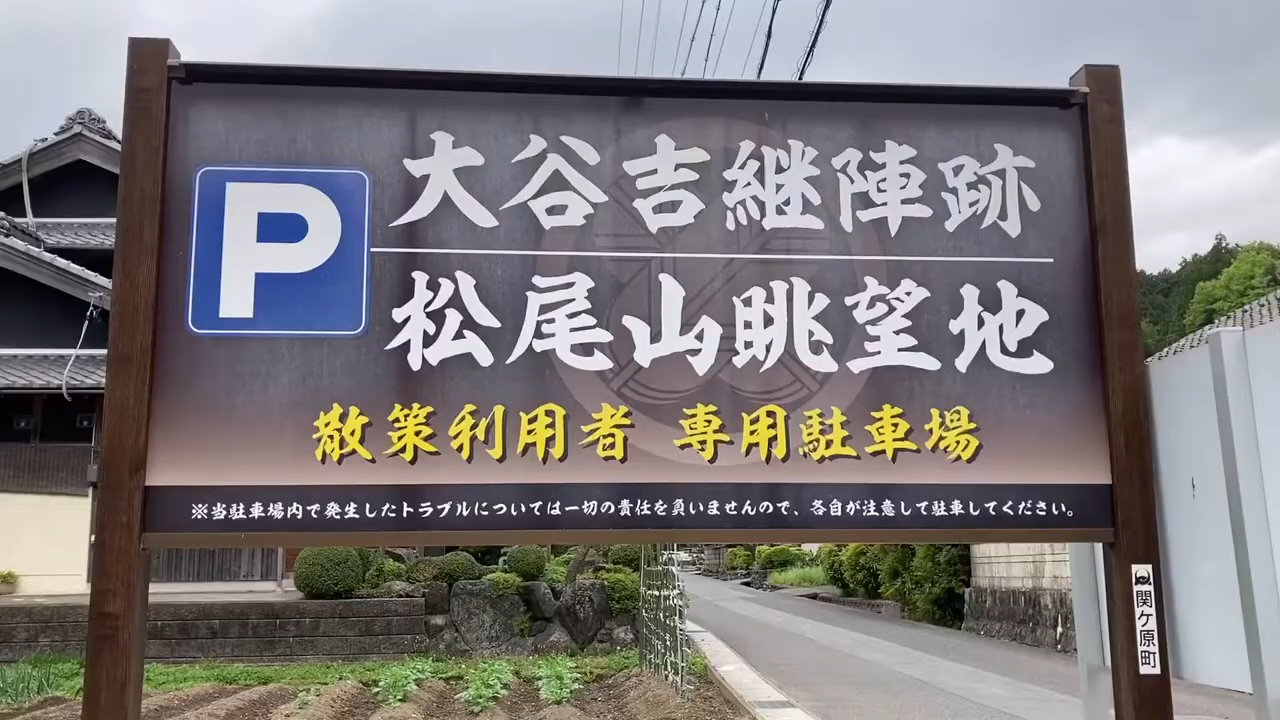 P
大谷吉継陣跡
松尾山眺望地
散策利用者 専用駐車場
※当駐車場内で発生したトラブルについては一切の責任を負いませんので、各自が注意して駐車してください。
関ケ原町